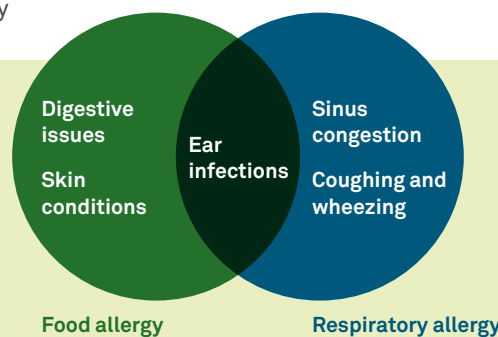 y
Digestive
issues
Skin
conditions
Ear
infections
Sinus
congestion
Coughing and
wheezing
Food allergy
Respiratory allergy